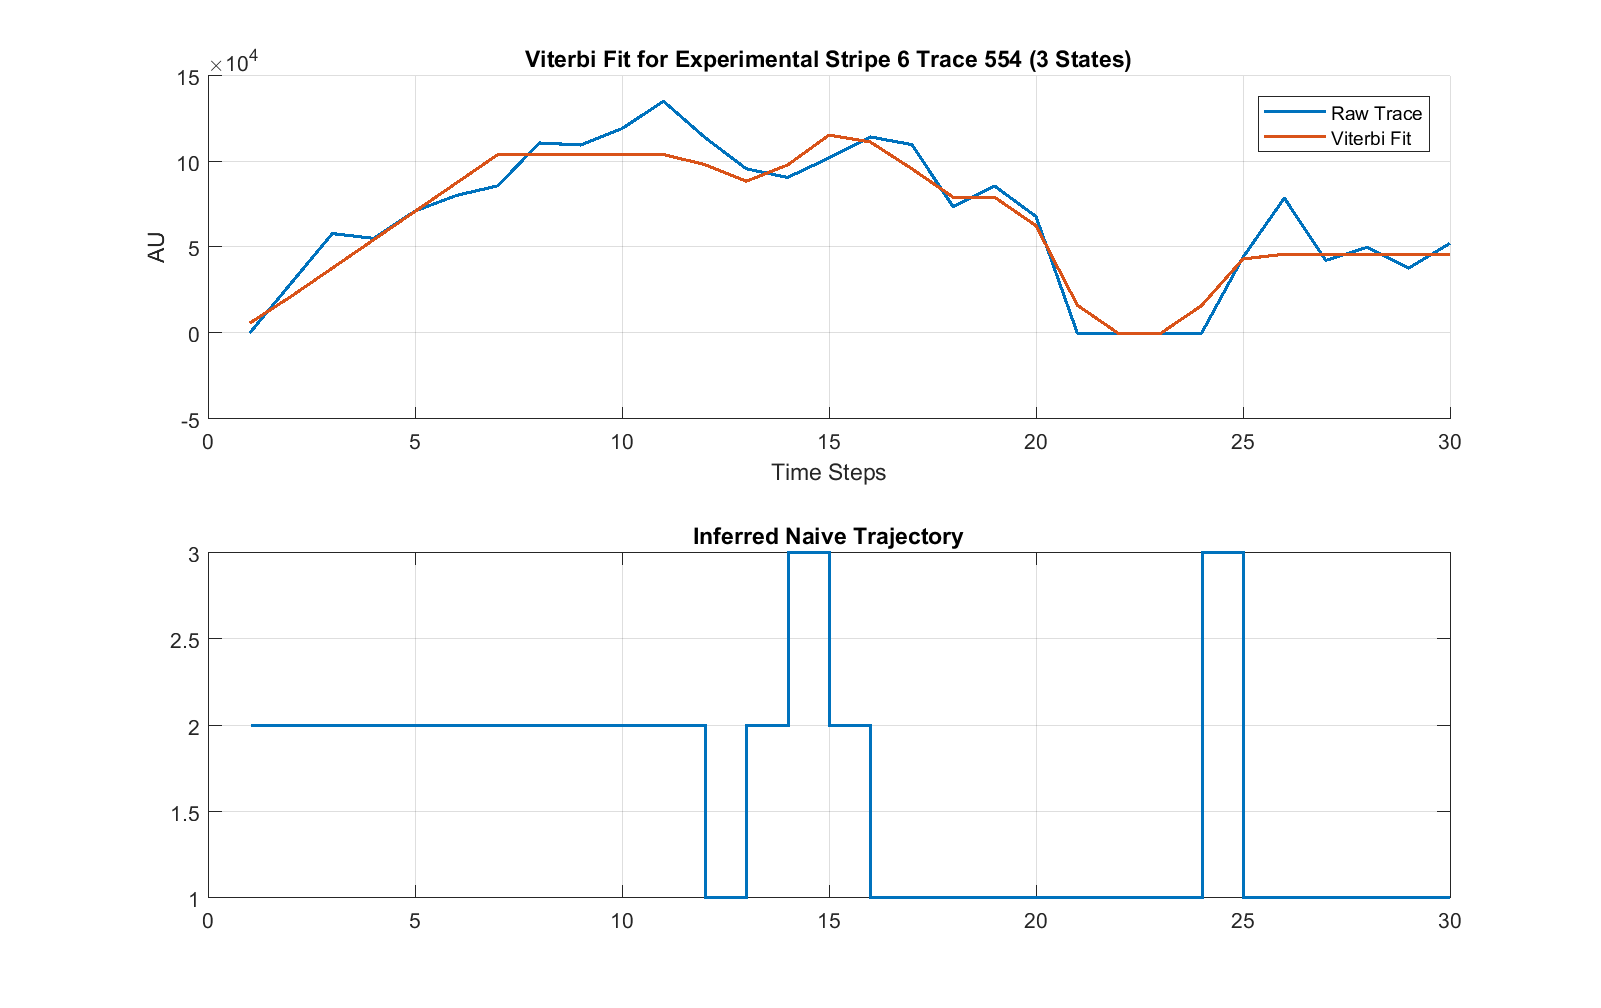 Viterbi Fit for Experimental Stripe 6 Trace 554 (3 States)
×10^4
15
10
5
0
-5
AU
0 5 10 15 20 25 30
Time Steps
Raw Trace
Viterbi Fit
Inferred Naive Trajectory
3
2.5
2
1.5
1
0 5 10 15 20 25 30